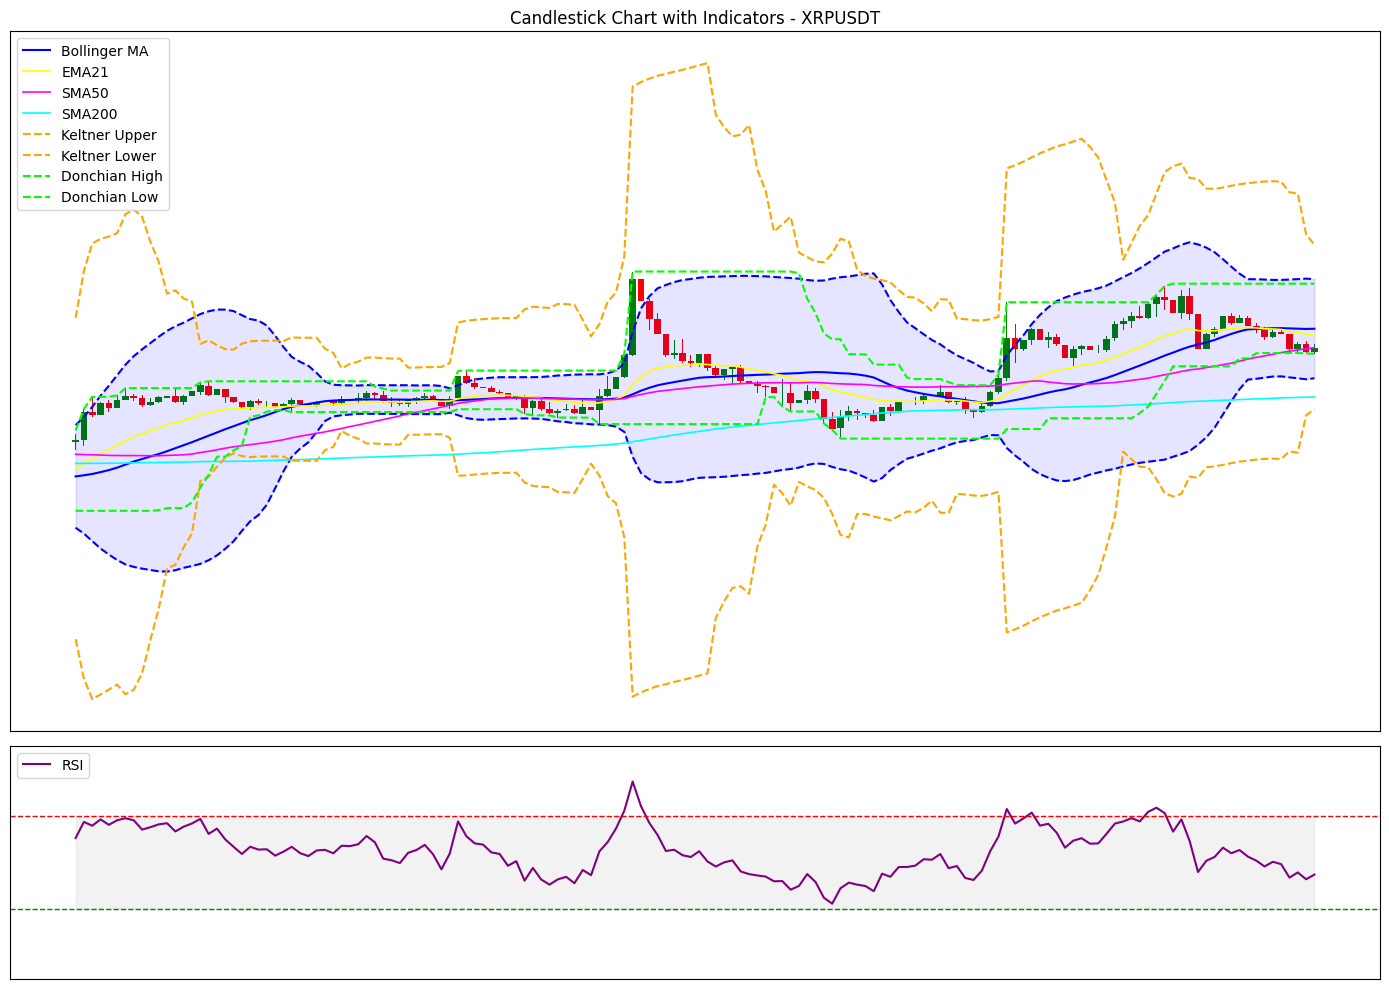 Candlestick Chart with Indicators - XRPUSDT
Bollinger MA
EMA21
SMA50
SMA200
Keltner Upper
Keltner Lower
Donchian High
Donchian Low
RSI